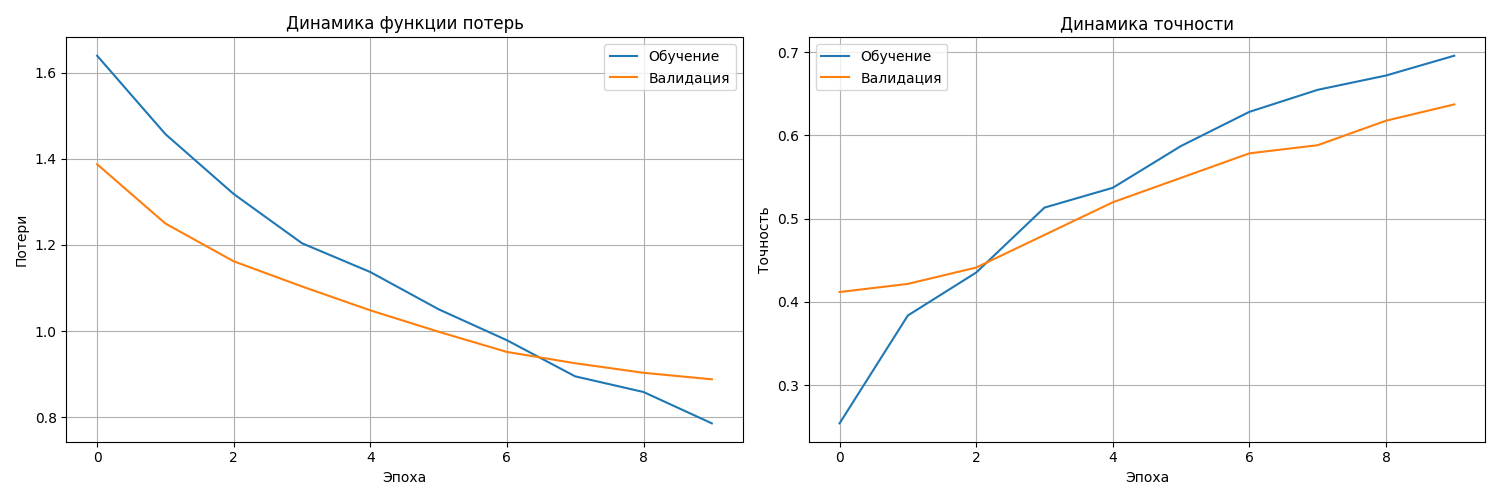 Динамика функции потерь
Обучение
Валидация
1.6
1.4
1.2
1.0
0.8
Потери
0
2
4
6
8
Эпоха
Динамика точности
Обучение
Валидация
0.7
0.6
0.5
0.4
0.3
Точность
0
2
4
6
8
Эпоха